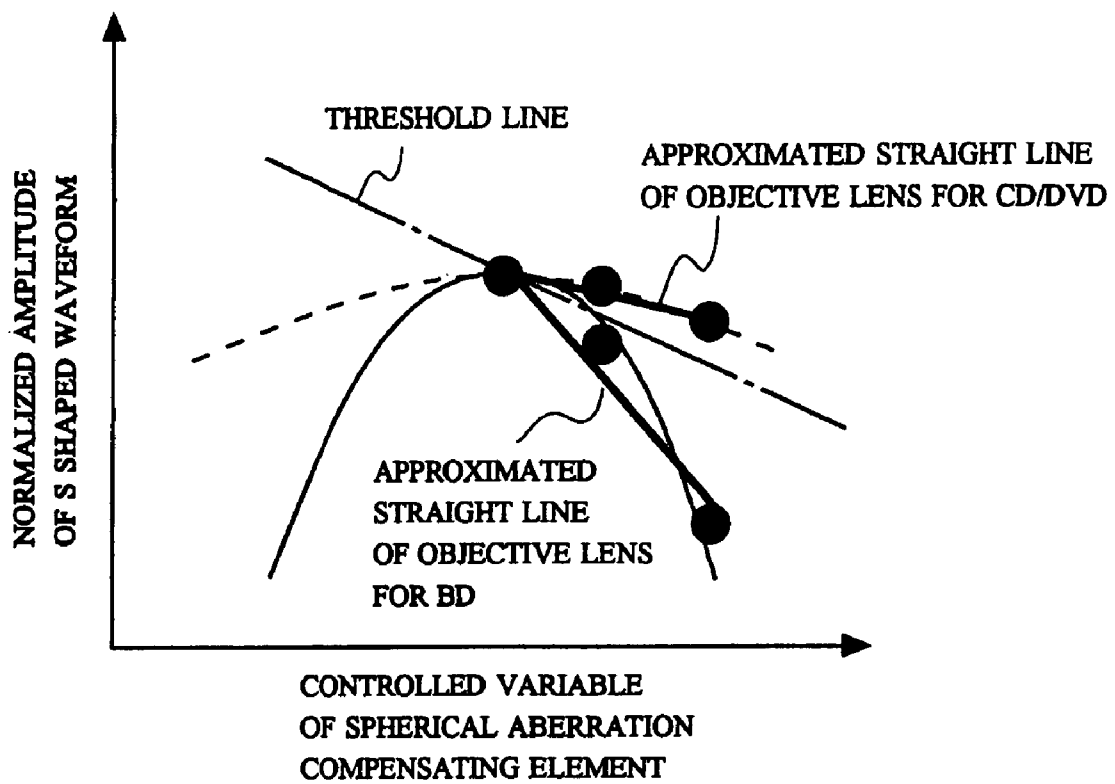 NORMALIZED AMPLITUDE
OF S SHAPED WAVEFORM
THRESHOLD LINE
APPROXIMATED STRAIGHT LINE
OF OBJECTIVE LENS FOR CD/DVD
APPROXIMATED
STRAIGHT LINE
OF OBJECTIVE LENS
FOR BD
CONTROLLED VARIABLE
OF SPHERICAL ABERRATION
COMPENSATING ELEMENT